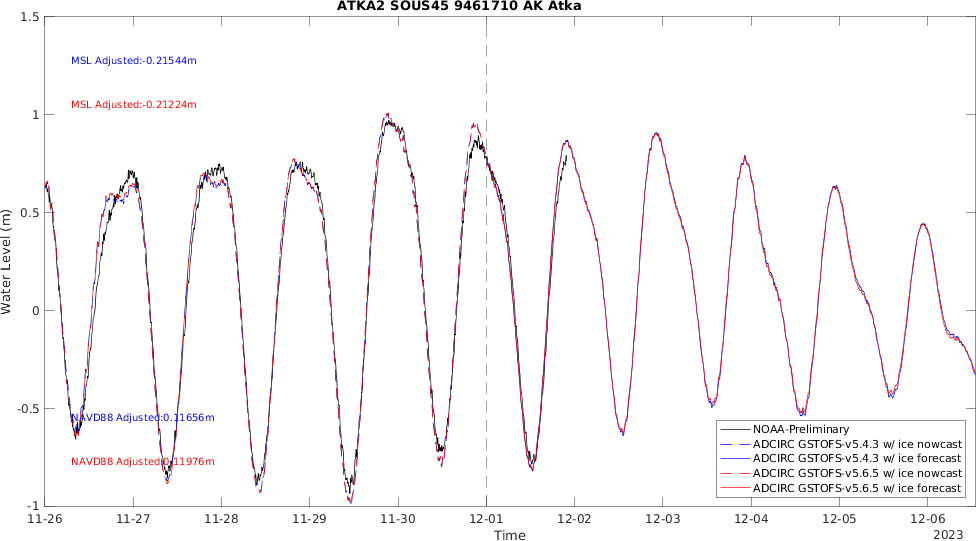 ATKA2 SOUS45 9461710 AK Atka
1.5
MSL Adjusted:-0.21544m
MSL Adjusted:-0.21224m
1
0.5
Water Level (m)
0
-0.5
NAVD88 Adjusted:0.11656m
NAVD88 Adjusted:0.11976m
NOAA-Preliminary
ADCIRC GSTOFS-v5.4.3 w/ ice nowcast
ADCIRC GSTOFS-v5.4.3 w/ ice forecast
ADCIRC GSTOFS-v5.6.5 w/ ice nowcast
ADCIRC GSTOFS-v5.6.5 w/ ice forecast
-1
11-26 11-27 11-28 11-29 11-30 12-01 12-02 12-03 12-04 12-05 12-06
Time
2023